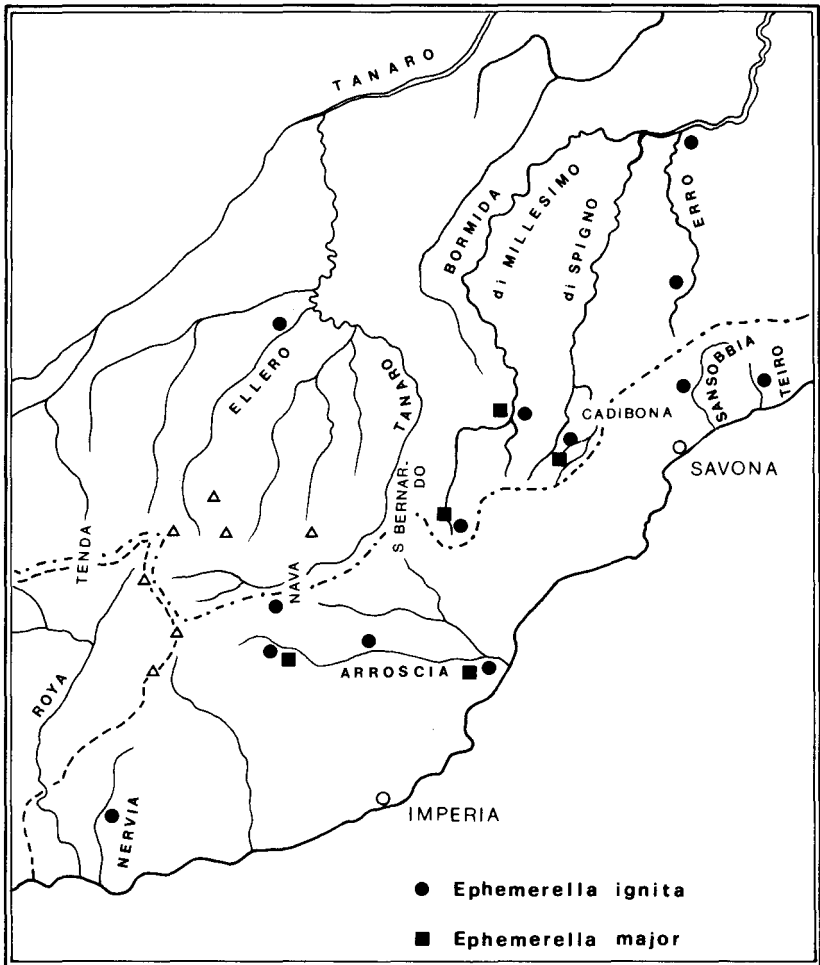 TANARO
BORMIDA
di MILLESIMO
di SPIGNO
ERRO
ELLERO
TANARO
SANSOBBIA
TEIRO
CADIBONA
SAVONA
S BERNAR-
DO
TENDA
NAVA
ROYA
ARROSCIA
NERVIA
IMPERIA
Ephemerella ignita
Ephemerella major